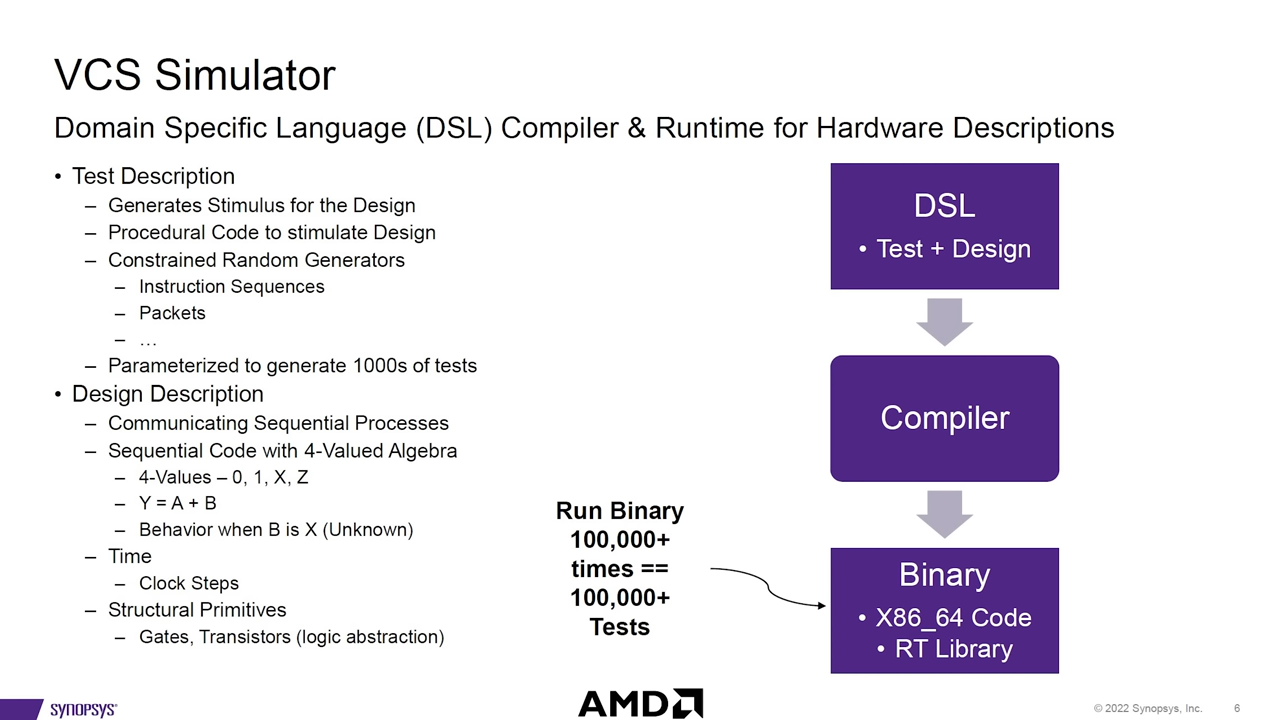 VCS Simulator
Domain Specific Language (DSL) Compiler & Runtime for Hardware Descriptions
• Test Description
– Generates Stimulus for the Design
– Procedural Code to stimulate Design
– Constrained Random Generators
– Instruction Sequences
– Packets
– …
– Parameterized to generate 1000s of tests
• Design Description
– Communicating Sequential Processes
– Sequential Code with 4-Valued Algebra
– 4-Values – 0, 1, X, Z
– Y = A + B
– Behavior when B is X (Unknown)
– Time
– Clock Steps
– Structural Primitives
– Gates, Transistors (logic abstraction)
Run Binary
100,000+
times ==
100,000+
Tests
DSL
• Test + Design
Compiler
Binary
• X86_64 Code
• RT Library
SYNOPSYS®
AMD
© 2022 Synopsys, Inc. 6